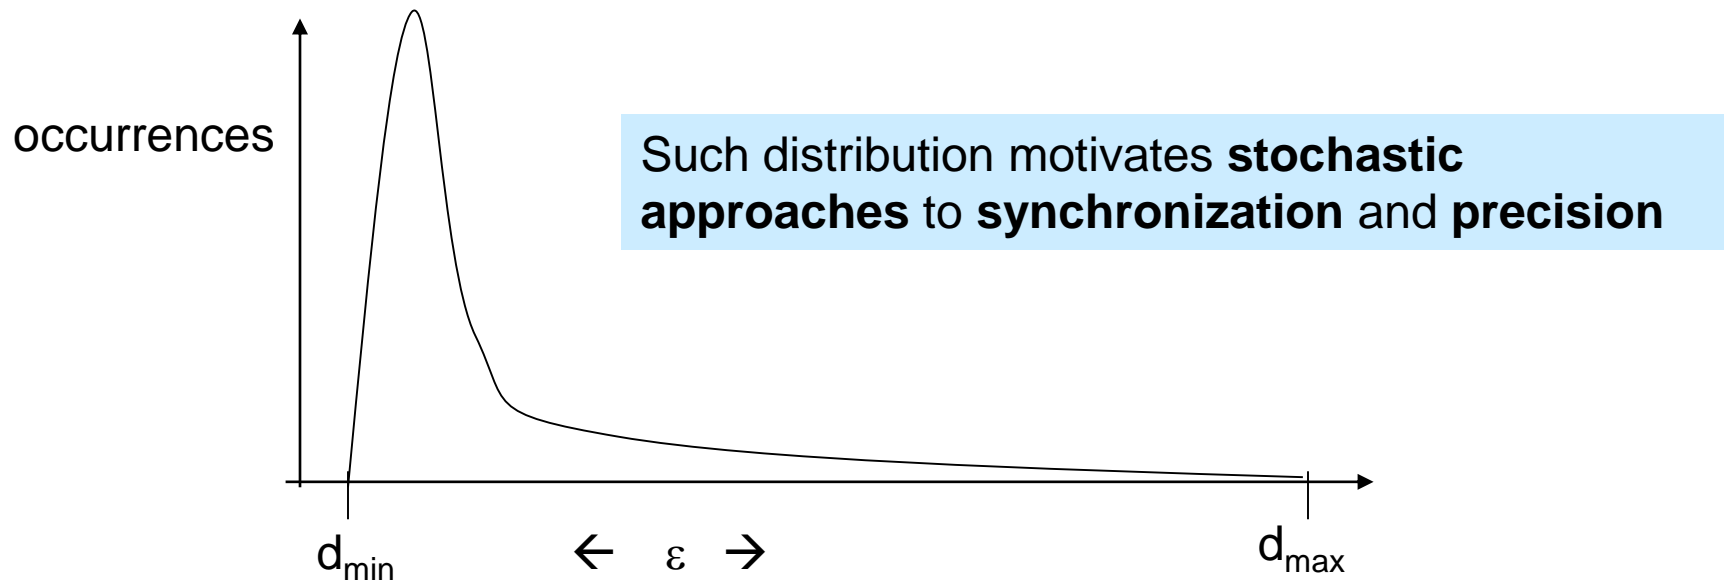 occurrences
Such distribution motivates stochastic
approaches to synchronization and precision
dmin
← ε →
dmax